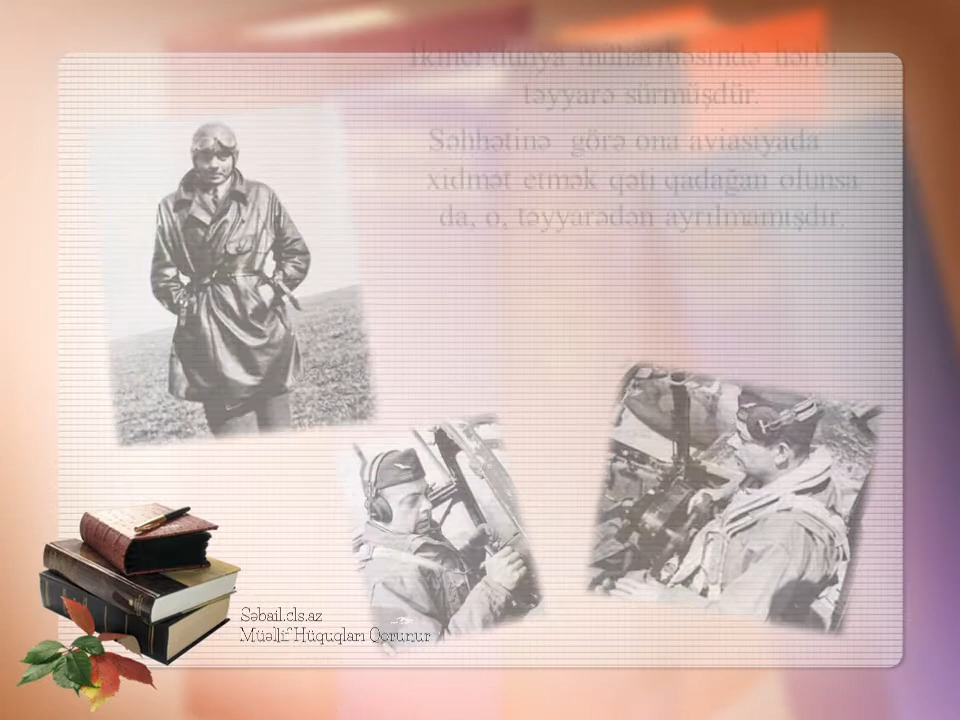 İkinci dünya müharibəsində hərbi
təyyarə sürmüşdür.
Səhhətinə görə ona aviasiyada
xidmət etmək qəti qadağan olunsa
da, o, təyyarədən ayrılmamışdır.
Səbail.cls.az
Müəllif Hüquqları Qorunur